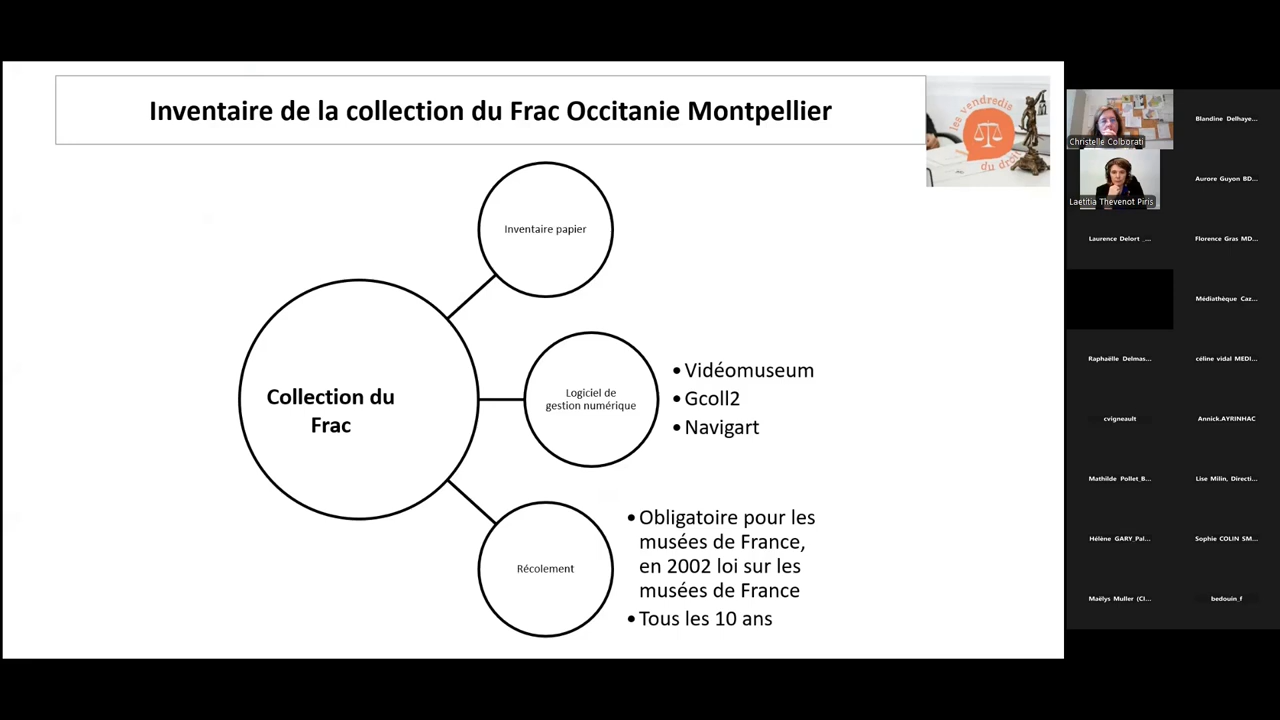 Inventaire de la collection du Frac Occitanie Montpellier
les vendredis
du droit
Inventaire papier
Collection du
Frac
Logiciel de
gestion numérique
• Vidéomuseum
• Gcoll2
• Navigart
Récolement
• Obligatoire pour les
musées de France,
en 2002 loi sur les
musées de France
• Tous les 10 ans
Christelle Colborati
Blandine Delhaye...
Laetitia Thevenot Piris
Aurore Guyon BD...
Laurence Delort _...
Florence Gras MD...
Médiathèque Caz...
Raphaëlle Delmas...
céline vidal MEDI...
cvigneault
Annick.AYRINHAC
Mathilde Pollet_B...
Lise Milin, Directi...
Hélène GARY_Pal...
Sophie COLIN SM...
Maëlys Muller (CI...
bedouin_f